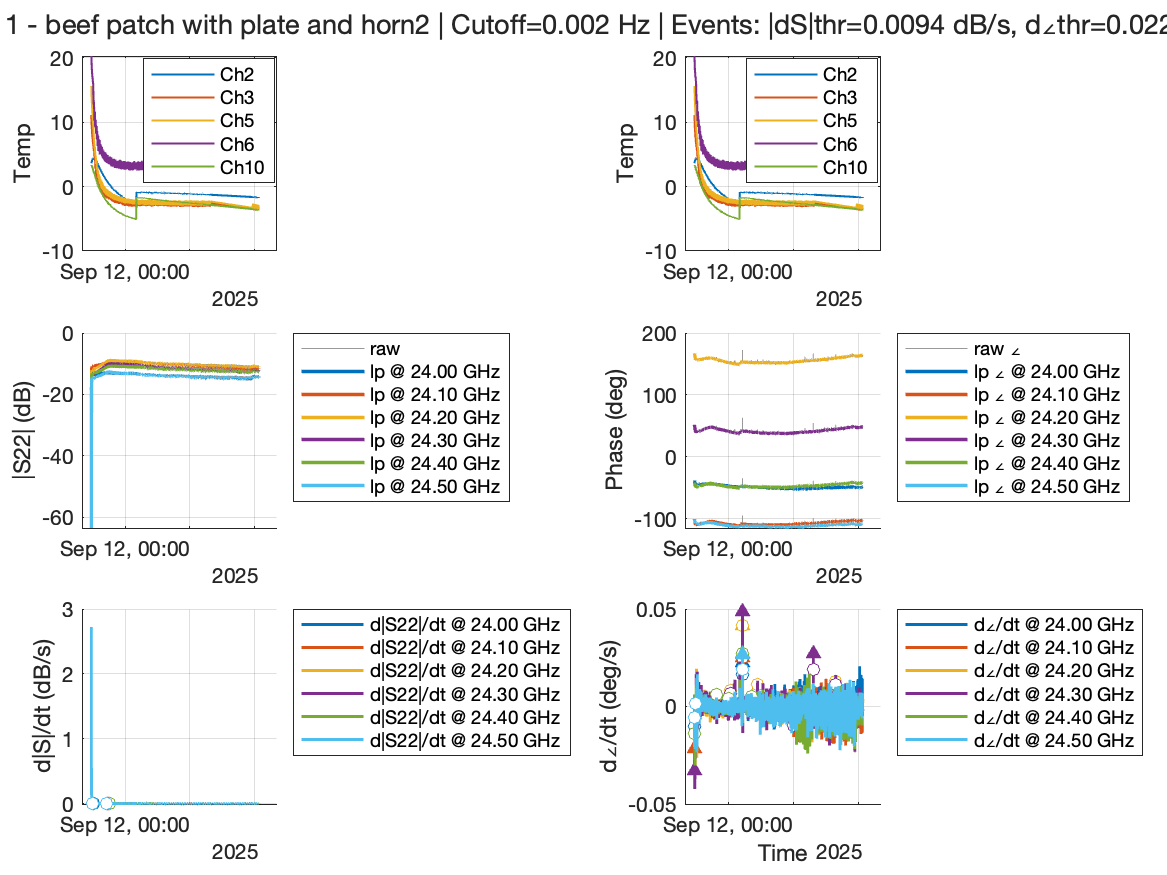 1 - beef patch with plate and horn2 | Cutoff=0.002 Hz | Events: |dS|thr=0.0094 dB/s, d∠thr=0.022
20
10
0
-10
Temp
Ch2
Ch3
Ch5
Ch6
Ch10
Sep 12, 00:00
2025
20
10
0
-10
Temp
Ch2
Ch3
Ch5
Ch6
Ch10
Sep 12, 00:00
2025
0
-20
-40
-60
|S22| (dB)
raw
lp @ 24.00 GHz
lp @ 24.10 GHz
lp @ 24.20 GHz
lp @ 24.30 GHz
lp @ 24.40 GHz
lp @ 24.50 GHz
Sep 12, 00:00
2025
200
100
0
-100
Phase (deg)
raw ∠
lp ∠ @ 24.00 GHz
lp ∠ @ 24.10 GHz
lp ∠ @ 24.20 GHz
lp ∠ @ 24.30 GHz
lp ∠ @ 24.40 GHz
lp ∠ @ 24.50 GHz
Sep 12, 00:00
2025
3
2
1
0
d|S|/dt (dB/s)
d|S22|/dt @ 24.00 GHz
d|S22|/dt @ 24.10 GHz
d|S22|/dt @ 24.20 GHz
d|S22|/dt @ 24.30 GHz
d|S22|/dt @ 24.40 GHz
d|S22|/dt @ 24.50 GHz
Sep 12, 00:00
2025
0.05
0
-0.05
d∠/dt (deg/s)
d∠/dt @ 24.00 GHz
d∠/dt @ 24.10 GHz
d∠/dt @ 24.20 GHz
d∠/dt @ 24.30 GHz
d∠/dt @ 24.40 GHz
d∠/dt @ 24.50 GHz
Sep 12, 00:00
Time 2025